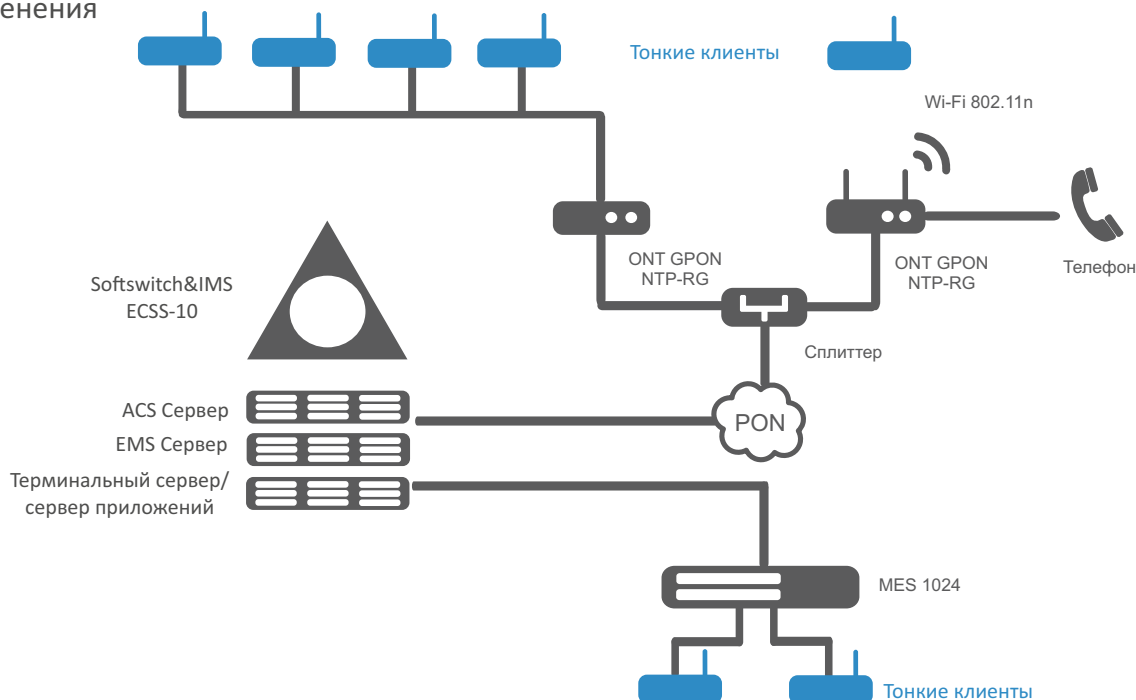 енения
Тонкие клиенты
Wi-Fi 802.11n
ONT GPON
NTP-RG
ONT GPON
NTP-RG
Телефон
Softswitch&IMS
ECSS-10
Сплиттер
ACS Сервер
PON
EMS Сервер
Терминальный сервер/
сервер приложений
MES 1024
Тонкие клиенты